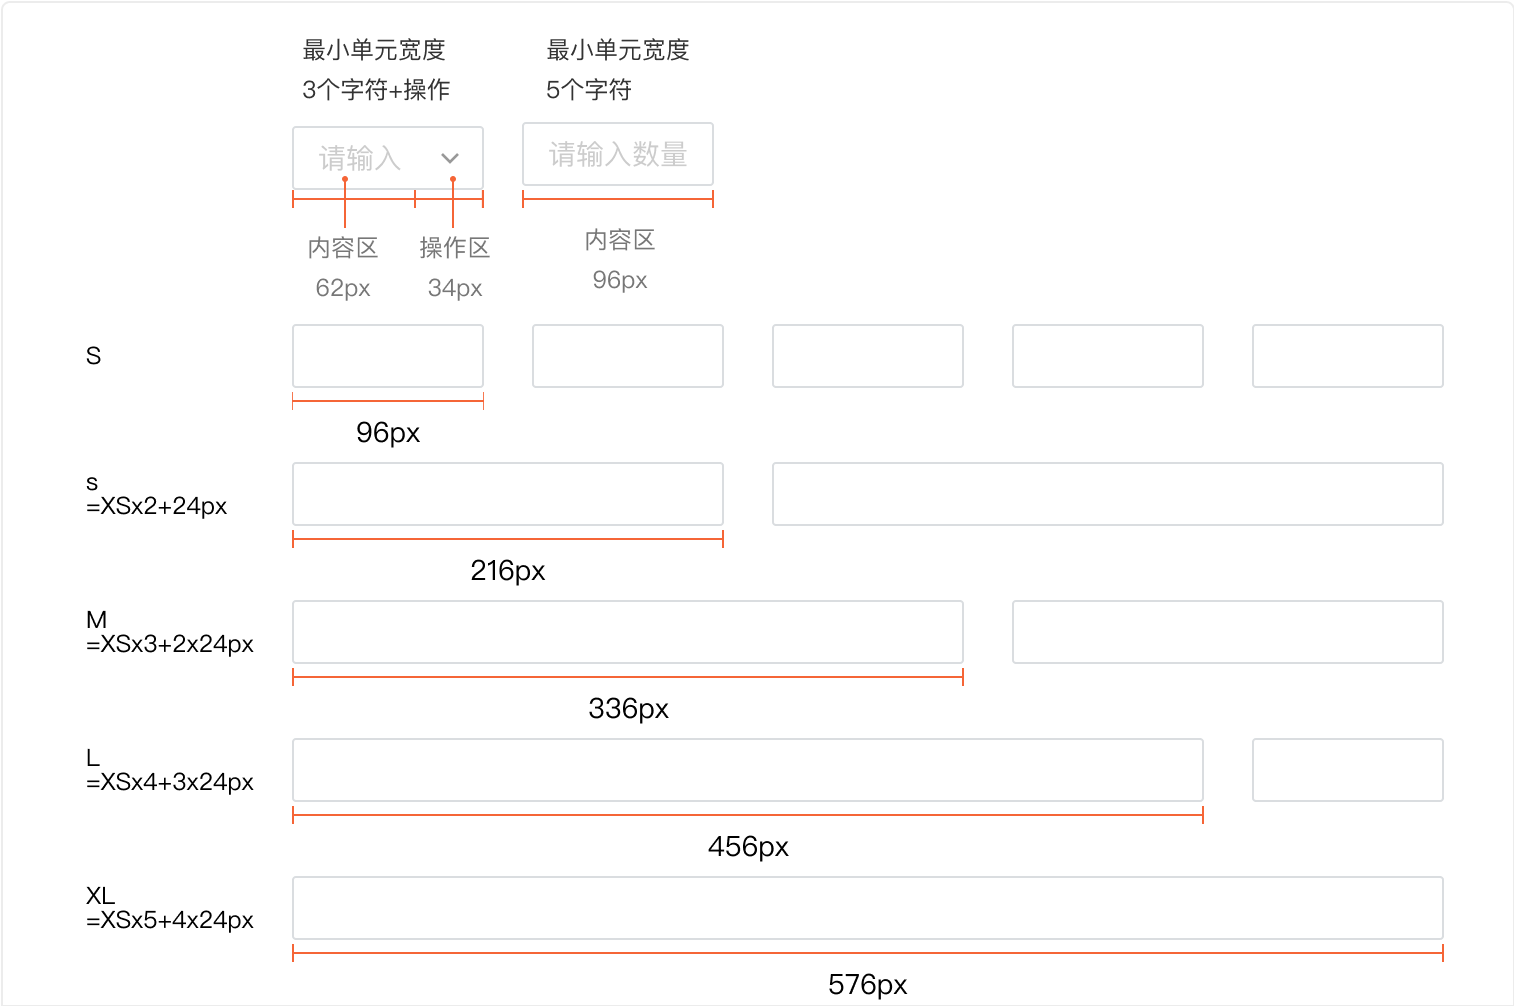 最小单元宽度
3个字符+操作
最小单元宽度
5个字符
请输入
请输入数量
内容区
62px
操作区
34px
内容区
96px
S
96px
s
=XSx2+24px
216px
M
=XSx3+2x24px
336px
L
=XSx4+3x24px
456px
XL
=XSx5+4x24px
576px